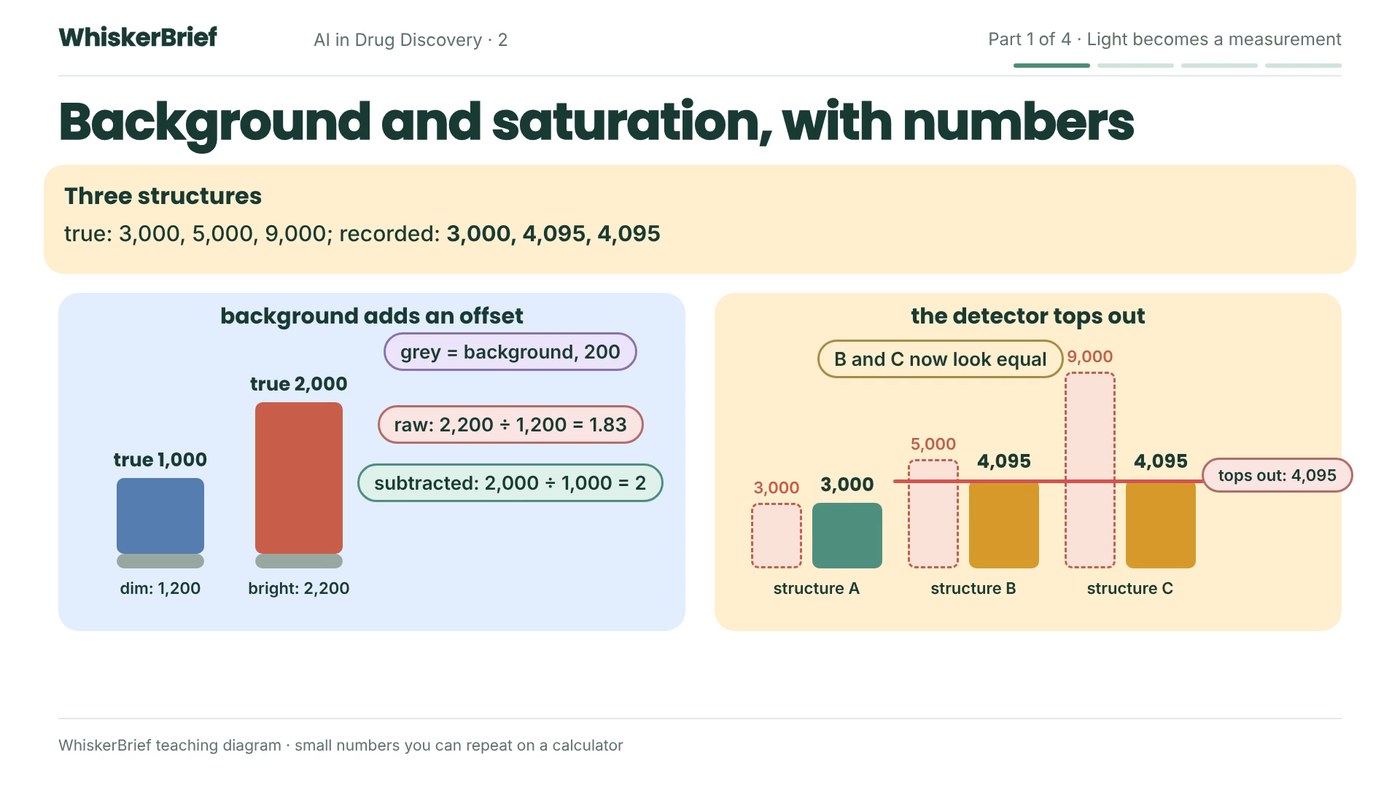 WhiskerBrief
AI in Drug Discovery · 2
Part 1 of 4 · Light becomes a measurement
Background and saturation, with numbers
Three structures
true: 3,000, 5,000, 9,000; recorded: 3,000, 4,095, 4,095
background adds an offset
grey = background, 200
true 2,000
raw: 2,200 ÷ 1,200 = 1.83
true 1,000
subtracted: 2,000 ÷ 1,000 = 2
dim: 1,200
bright: 2,200
the detector tops out
B and C now look equal
9,000
5,000
4,095
4,095
tops out: 4,095
3,000
3,000
structure A
structure B
structure C
WhiskerBrief teaching diagram · small numbers you can repeat on a calculator